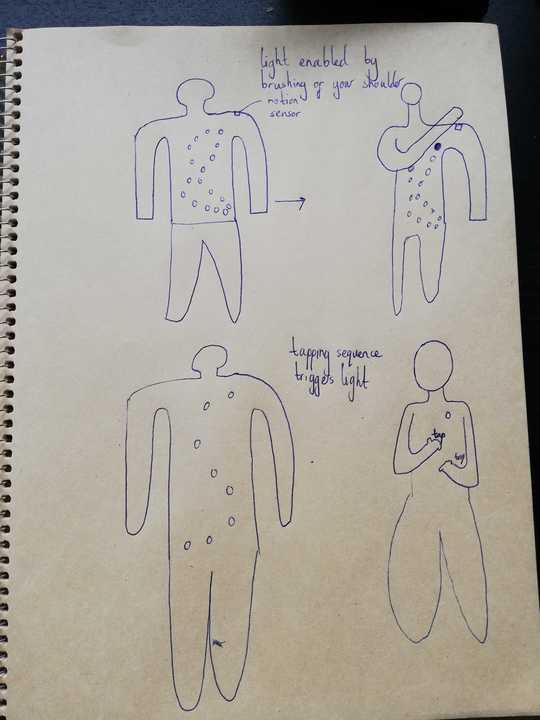 light enabled by
brushing of your shoulder
motion
sensor
tapping sequence
triggers light
tap
tap